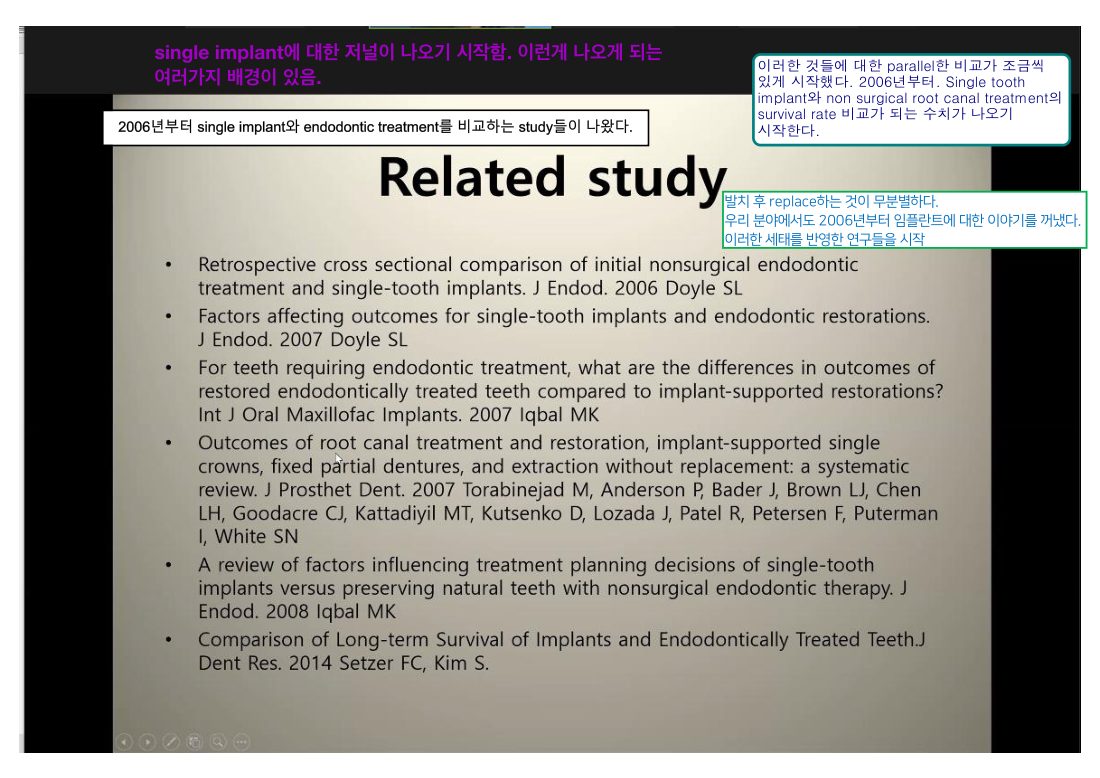 single implant에 대한 저널이 나오기 시작함. 이런게 나오게 되는
여러가지 배경이 있음.
이러한 것들에 대한 parallel한 비교가 조금씩
있게 시작했다. 2006년부터. Single tooth
implant와 non surgical root canal treatment의
survival rate 비교가 되는 수치가 나오기
시작한다.
2006년부터 single implant와 endodontic treatment를 비교하는 study들이 나왔다.
Related study
발치 후 replace하는 것이 무분별하다.
우리 분야에서도 2006년부터 임플란트에 대한 이야기를 꺼냈다.
이러한 세태를 반영한 연구들을 시작
• Retrospective cross sectional comparison of initial nonsurgical endodontic
treatment and single-tooth implants. J Endod. 2006 Doyle SL
• Factors affecting outcomes for single-tooth implants and endodontic restorations.
J Endod. 2007 Doyle SL
• For teeth requiring endodontic treatment, what are the differences in outcomes of
restored endodontically treated teeth compared to implant-supported restorations?
Int J Oral Maxillofac Implants. 2007 Iqbal MK
• Outcomes of root canal treatment and restoration, implant-supported single
crowns, fixed partial dentures, and extraction without replacement: a systematic
review. J Prosthet Dent. 2007 Torabinejad M, Anderson P, Bader J, Brown LJ, Chen
LH, Goodacre CJ, Kattadiyil MT, Kutsenko D, Lozada J, Patel R, Petersen F, Puterman
I, White SN
• A review of factors influencing treatment planning decisions of single-tooth
implants versus preserving natural teeth with nonsurgical endodontic therapy. J
Endod. 2008 Iqbal MK
• Comparison of Long-term Survival of Implants and Endodontically Treated Teeth.J
Dent Res. 2014 Setzer FC, Kim S.